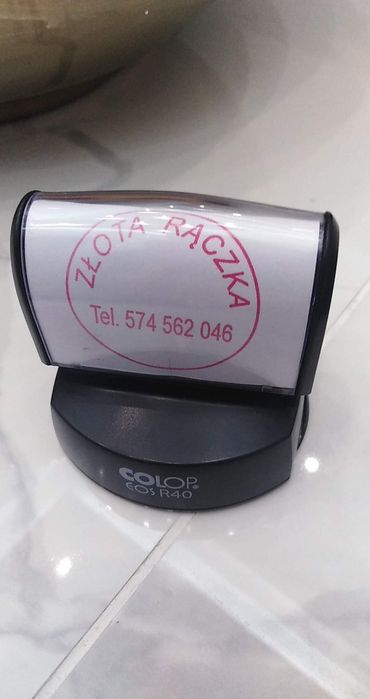 ZŁOTA RĄCZKA
Tel. 574 562 046
COLOP
EOS R40